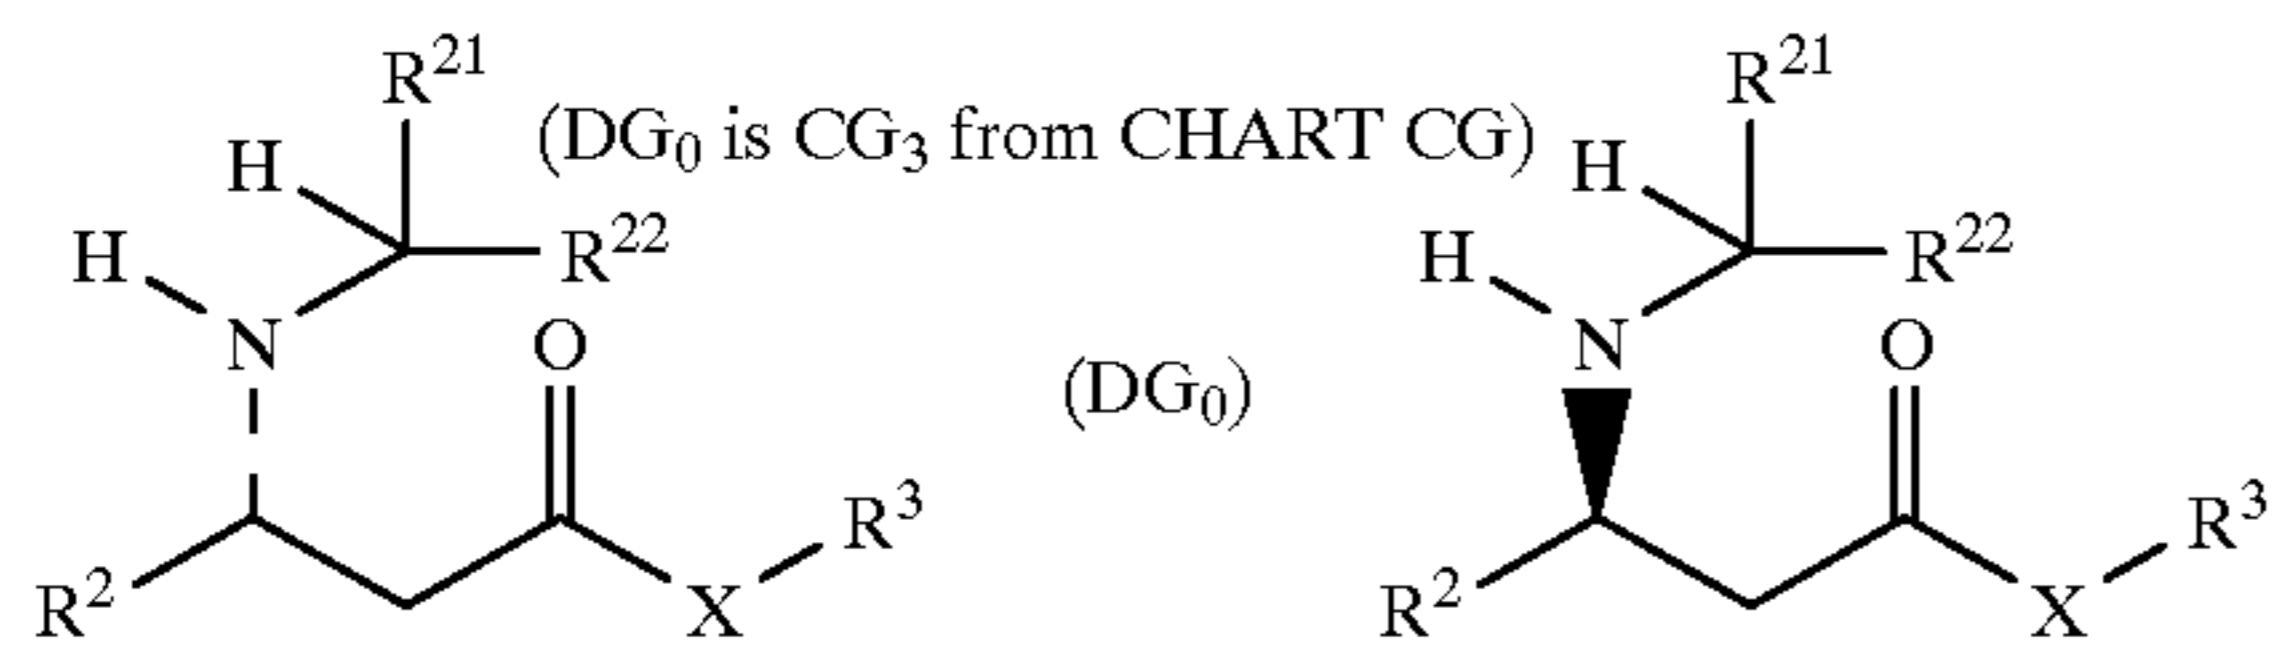 R²¹ (DG₀ is CG₃ from CHART CG) R²¹
H H
H R²² H R²²
N O (DG₀) N O
R³ R³
R² X R² X